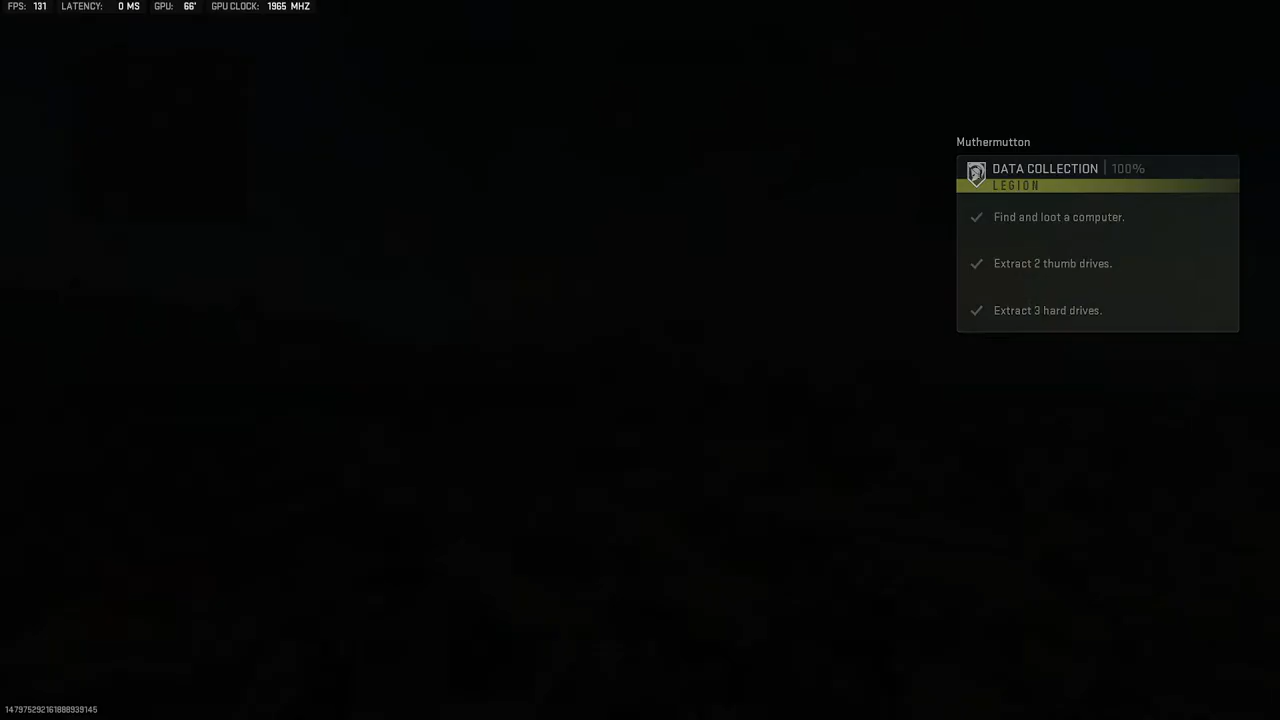 FPS: 131 LATENCY: 0 MS GPU: 66° GPU CLOCK: 1965 MHZ
Muthermutton
DATA COLLECTION | 100%
LEGION
Find and loot a computer.
Extract 2 thumb drives.
Extract 3 hard drives.
147975292161888939145